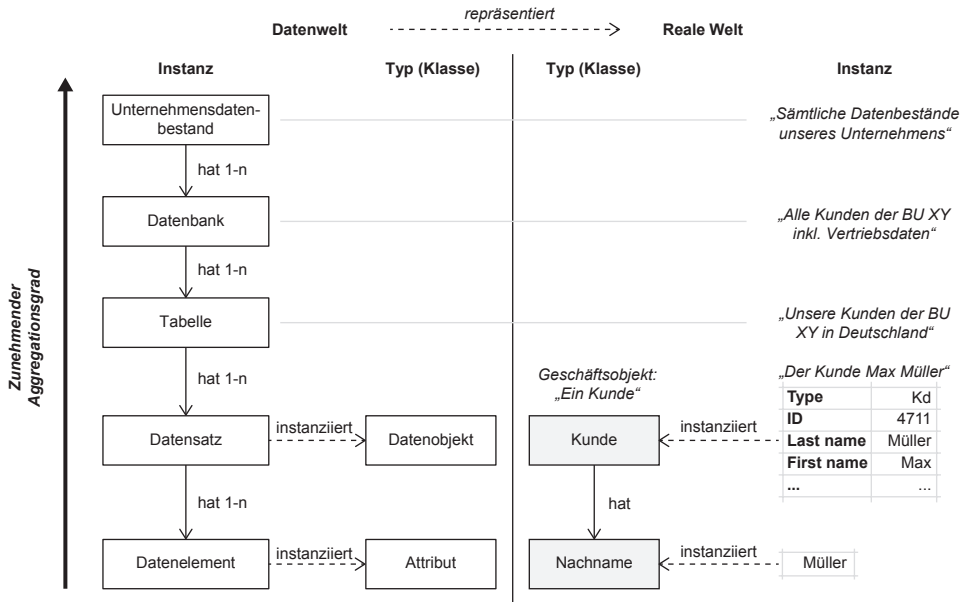 repräsentiert
Datenwelt
Reale Welt
Instanz
Typ (Klasse)
Typ (Klasse)
Instanz
Zunehmender
Aggregationsgrad
Unternehmensdaten-
bestand
„Sämtliche Datenbestände
unseres Unternehmens“
hat 1-n
Datenbank
„Alle Kunden der BU XY
inkl. Vertriebsdaten“
hat 1-n
Tabelle
„Unsere Kunden der BU
XY in Deutschland“
hat 1-n
Geschäftsobjekt:
„Ein Kunde“
„Der Kunde Max Müller“
Type Kd
ID 4711
Last name Müller
First name Max
... ...
Datensatz
instanziiert
Datenobjekt
Kunde
instanziiert
hat 1-n
hat
Datenelement
instanziiert
Attribut
Nachname
instanziiert
Müller